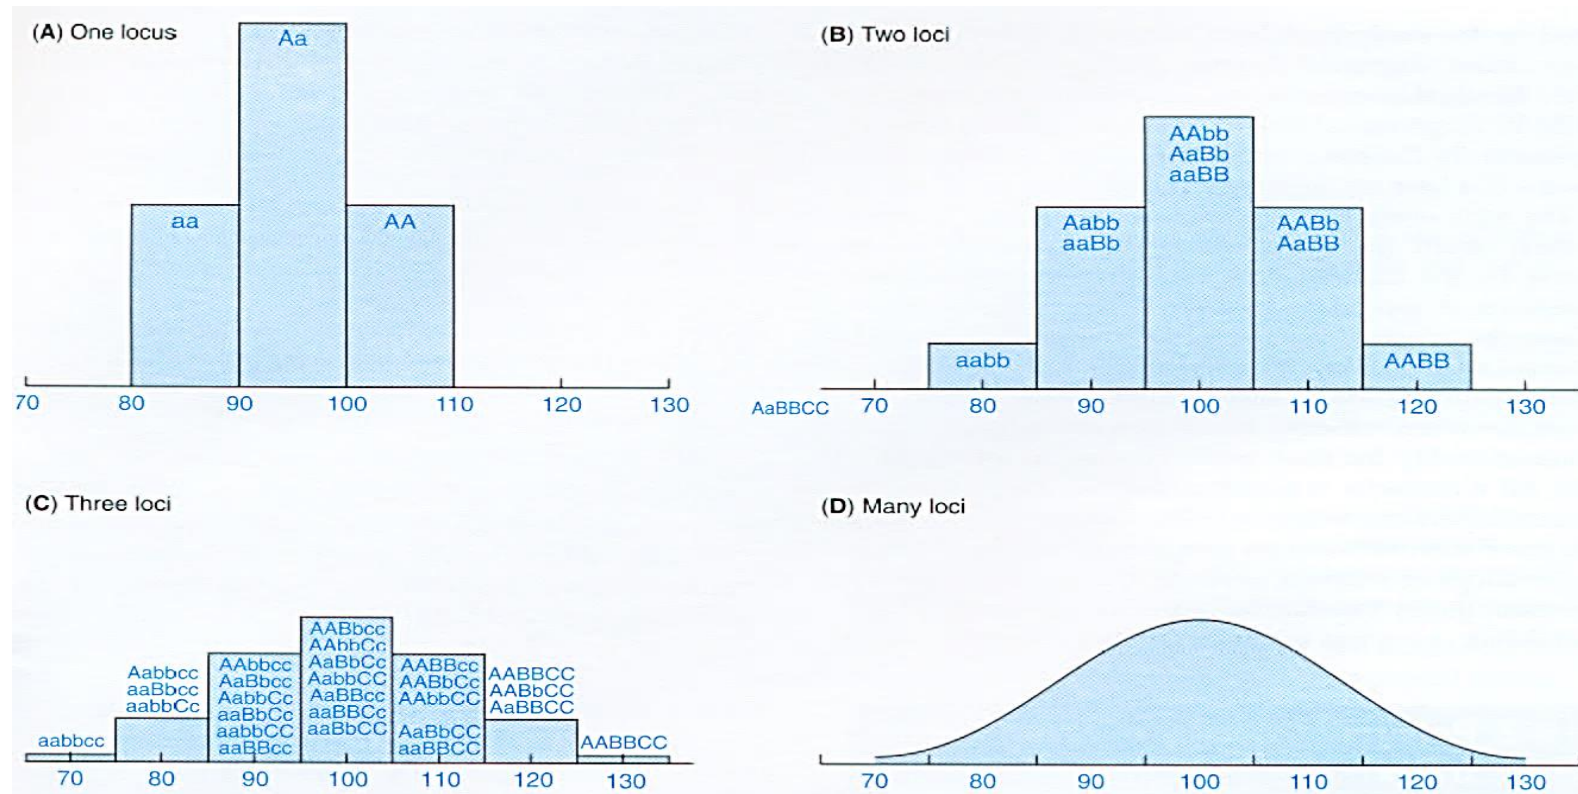 (A) One locus
Aa
aa
AA
70 80 90 100 110 120 130
(B) Two loci
AAbb
AaBb
aaBB
Aabb
aaBb
AABb
AaBB
aabb
AABB
AaBBCC
70 80 90 100 110 120 130
(C) Three loci
aabbcc
Aabbcc
aaBbcc
aabbCc
AAbbcc
AaBbcc
AabbCc
aaBbCc
aabbCC
aaBBcc
AABbcc
AAbbCc
AaBbCc
AabbCC
AaBBcc
aaBBCc
aaBbCC
AABBcc
AABbCc
AAbbCC
AaBbCC
aaBBCC
AABBCC
AABbCC
AaBBCC
AABBCC
70 80 90 100 110 120 130
(D) Many loci
70 80 90 100 110 120 130